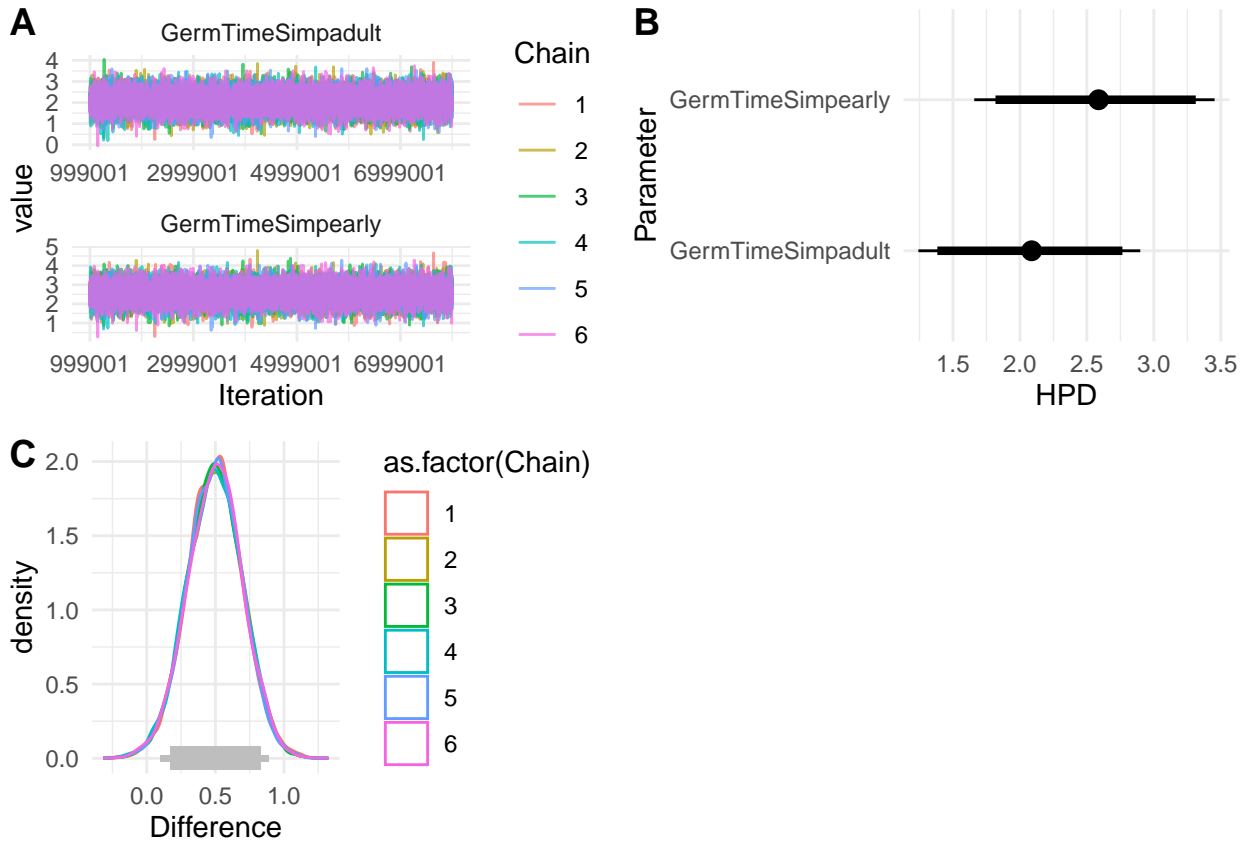 A
GermTimeSimpadult
4
3
2
1
0
999001 2999001 4999001 6999001
GermTimeSimpearly
5
4
3
2
1
999001 2999001 4999001 6999001
value
Iteration
Chain
1
2
3
4
5
6
B
Parameter
GermTimeSimpearly
GermTimeSimpadult
1.5 2.0 2.5 3.0 3.5
HPD
C
density
2.0
1.5
1.0
0.5
0.0
0.0 0.5 1.0
Difference
as.factor(Chain)
1
2
3
4
5
6